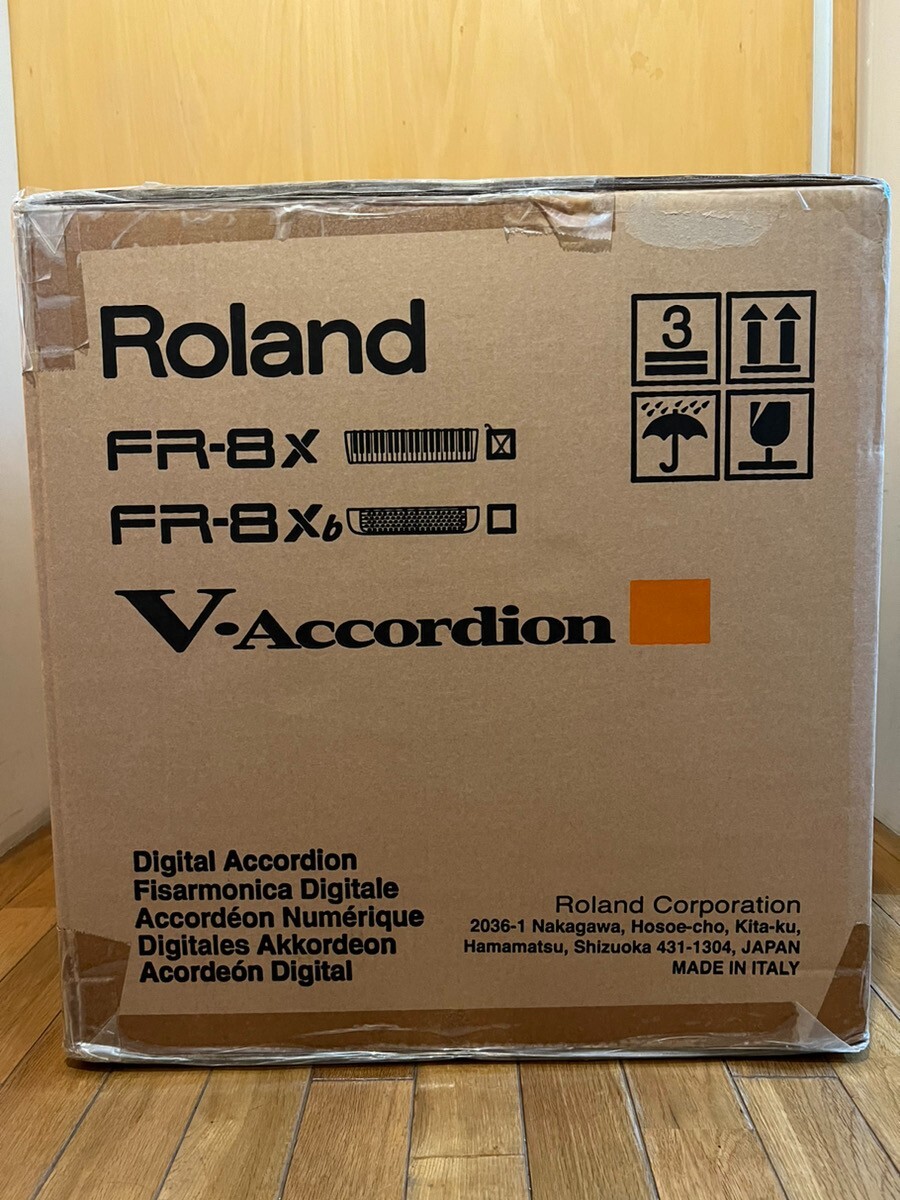 Roland
3
FR-8X
FR-8Xb
V-Accordion
Digital Accordion
Fisarmonica Digitale
Accordéon Numérique
Digitales Akkordeon
Acordeón Digital
Roland Corporation
2036-1 Nakagawa, Hosoe-cho, Kita-ku,
Hamamatsu, Shizuoka 431-1304, JAPAN
MADE IN ITALY